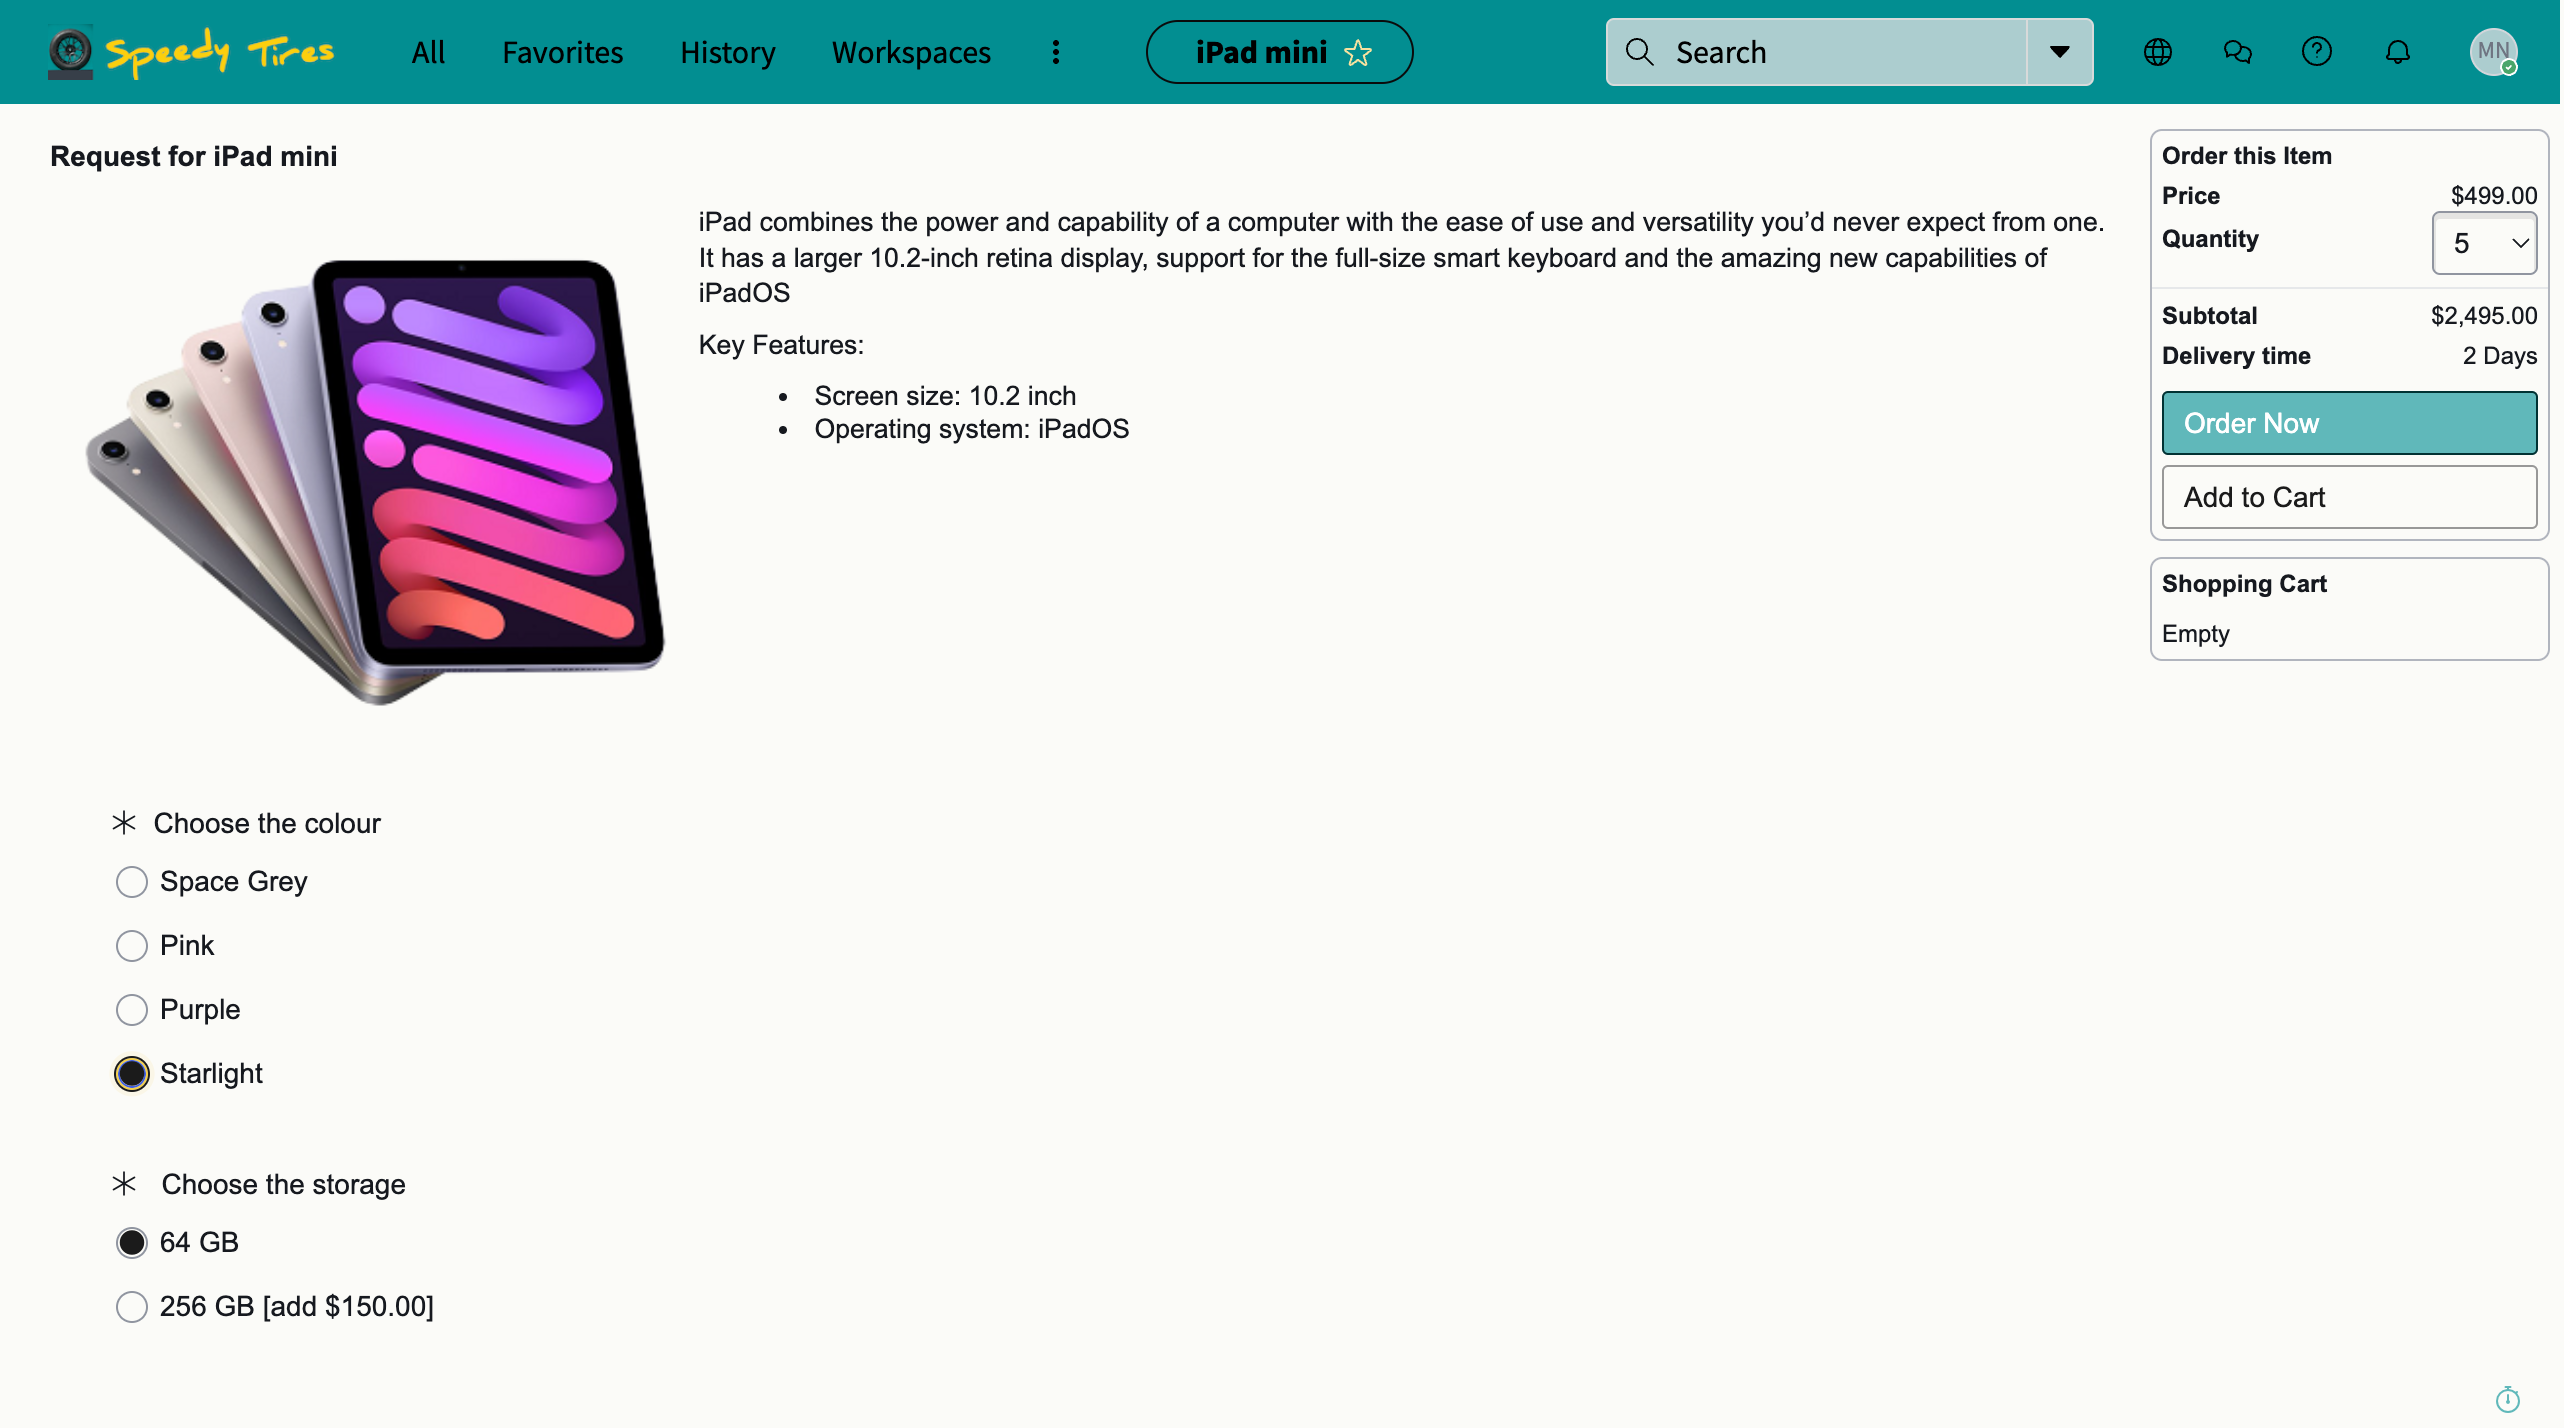 Speedy Tires
All
Favorites
History
Workspaces
iPad mini
Search
MN
Request for iPad mini
iPad combines the power and capability of a computer with the ease of use and versatility you’d never expect from one.
It has a larger 10.2-inch retina display, support for the full-size smart keyboard and the amazing new capabilities of
iPadOS
Key Features:
Screen size: 10.2 inch
Operating system: iPadOS
Order this Item
Price $499.00
Quantity 5
Subtotal $2,495.00
Delivery time 2 Days
Order Now
Add to Cart
Shopping Cart
Empty
Choose the colour
Space Grey
Pink
Purple
Starlight
Choose the storage
64 GB
256 GB [add $150.00]